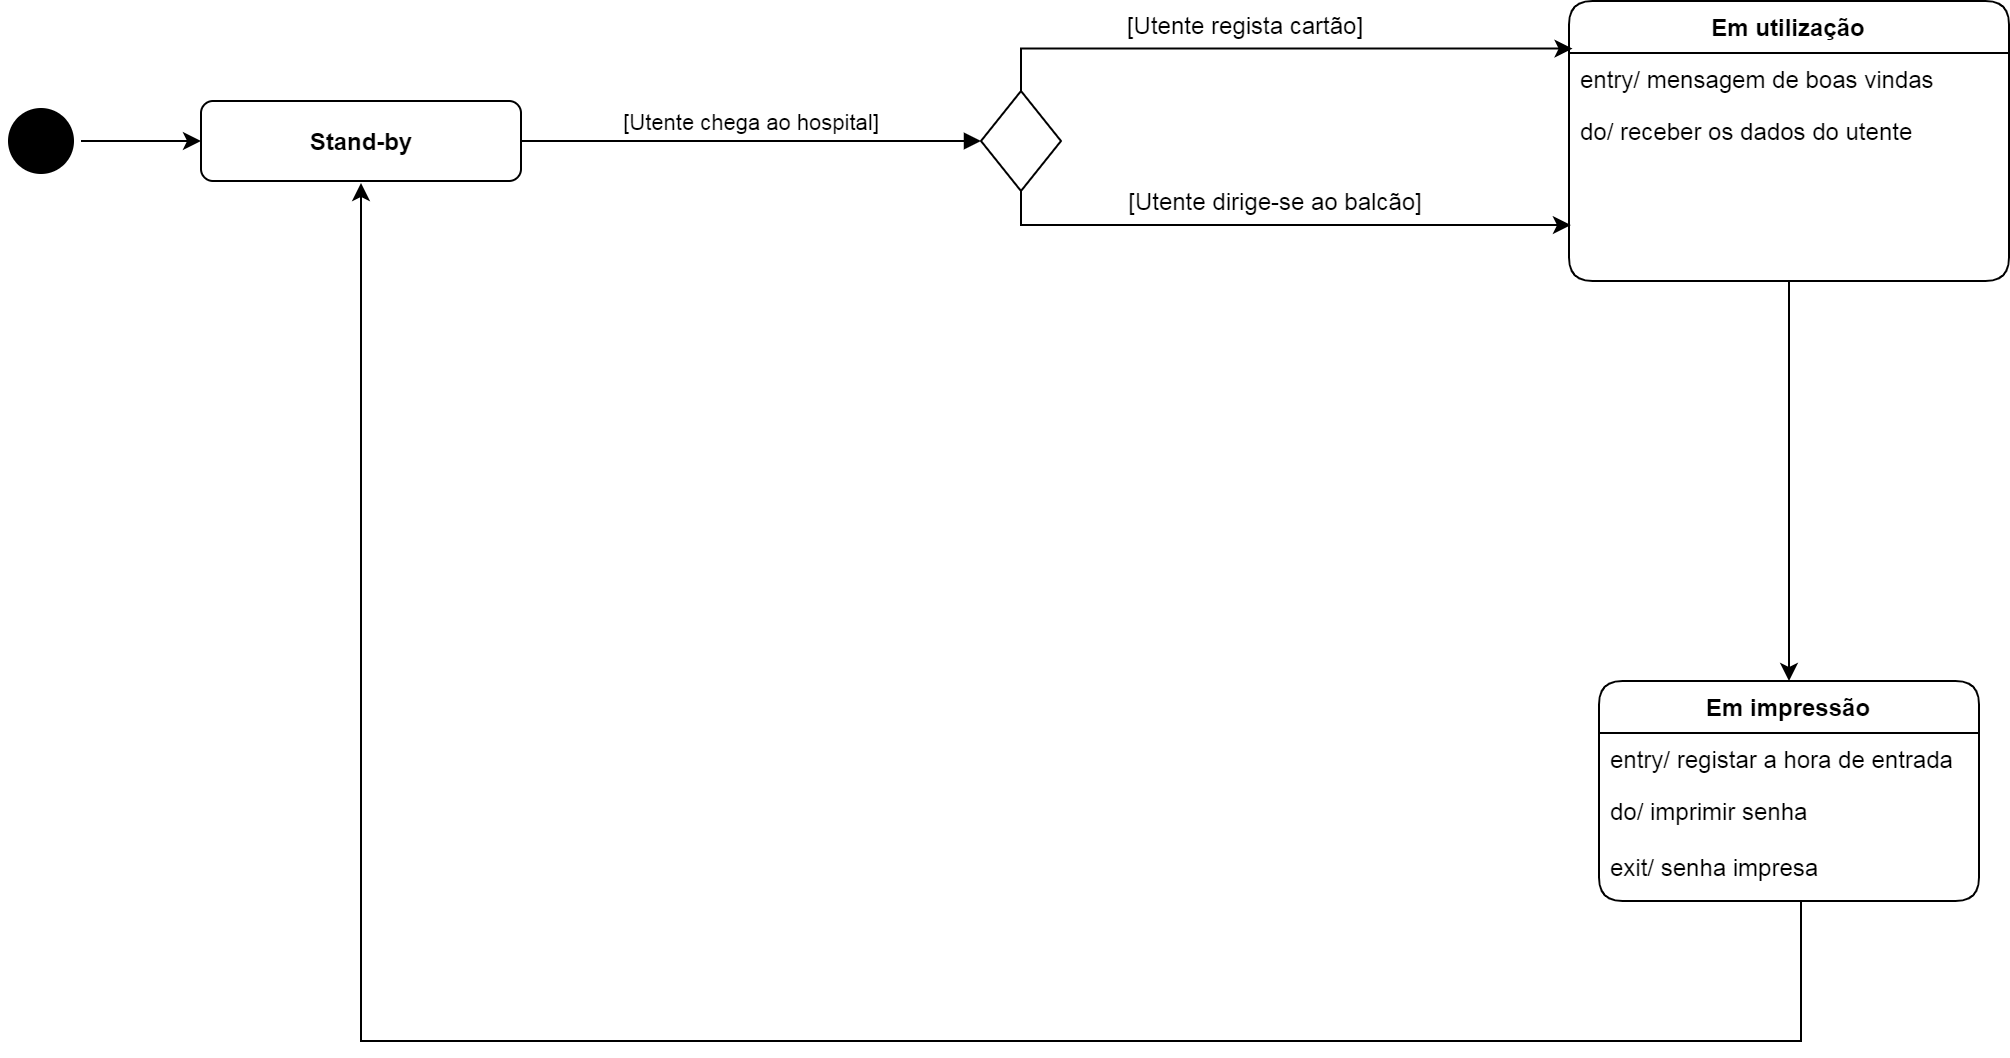 [Utente regista cartão]
Em utilização
entry/ mensagem de boas vindas
do/ receber os dados do utente
Stand-by
[Utente chega ao hospital]
[Utente dirige-se ao balcão]
Em impressão
entry/ registar a hora de entrada
do/ imprimir senha
exit/ senha impresa